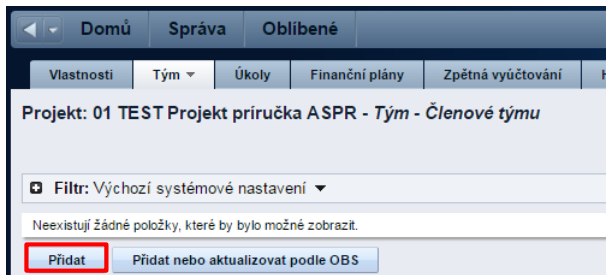 Domů Správa Oblíbené
Vlastnosti Tým Úkoly Finanční plány Zpětná vyúčtování
Projekt: 01 TEST Projekt príručka ASPR - Tým - Členové týmu
Filtr: Výchozí systémové nastavení
Neexistují žádné položky, které by bylo možné zobrazit.
Přidat Přidat nebo aktualizovat podle OBS